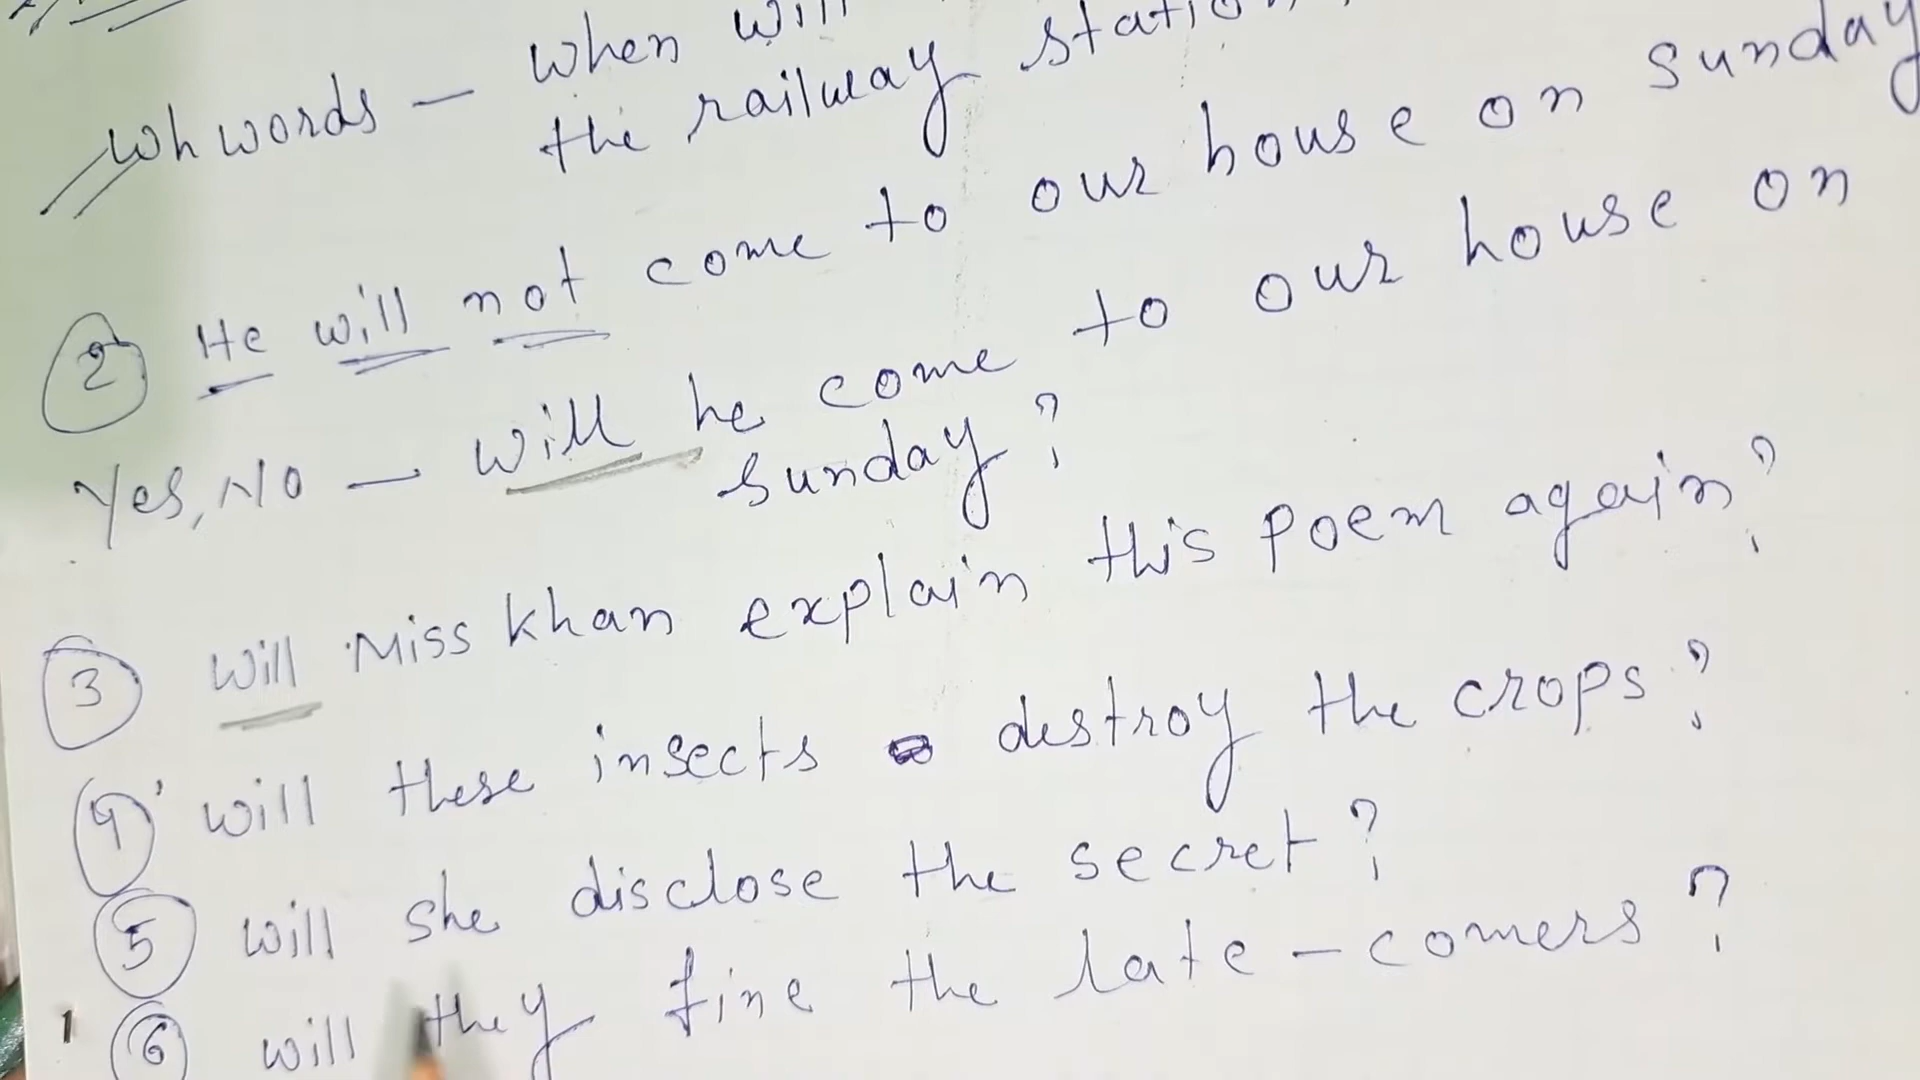 Wh words — When will
the railway station
② He will not come to our house on Sunday
Yes, No — Will he come to our house on
Sunday?
③ Will Miss Khan explain this poem again?
④ Will these insects destroy the crops?
⑤ Will she disclose the secret?
⑥ Will they fine the late-comers?